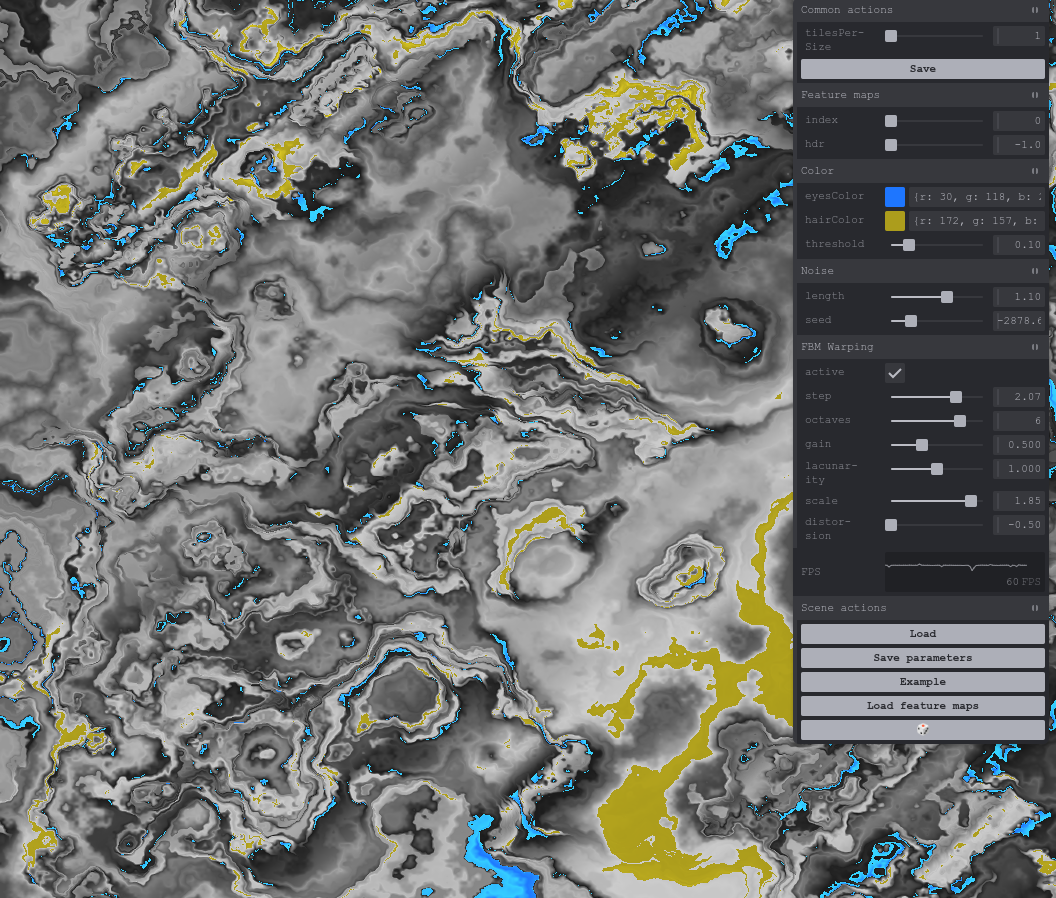 Common actions
tilesPer-
Size
1
Save
Feature maps
index
0
hdr
-1.0
Color
eyesColor
{r: 30, g: 118, b:
hairColor
{r: 172, g: 157, b:
threshold
0.10
Noise
length
1.10
seed
-2878.6
FBM Warping
active
step
2.07
octaves
6
gain
0.500
lacunar-
ity
1.000
scale
1.85
distor-
sion
-0.50
FPS
60 FPS
Scene actions
Load
Save parameters
Example
Load feature maps